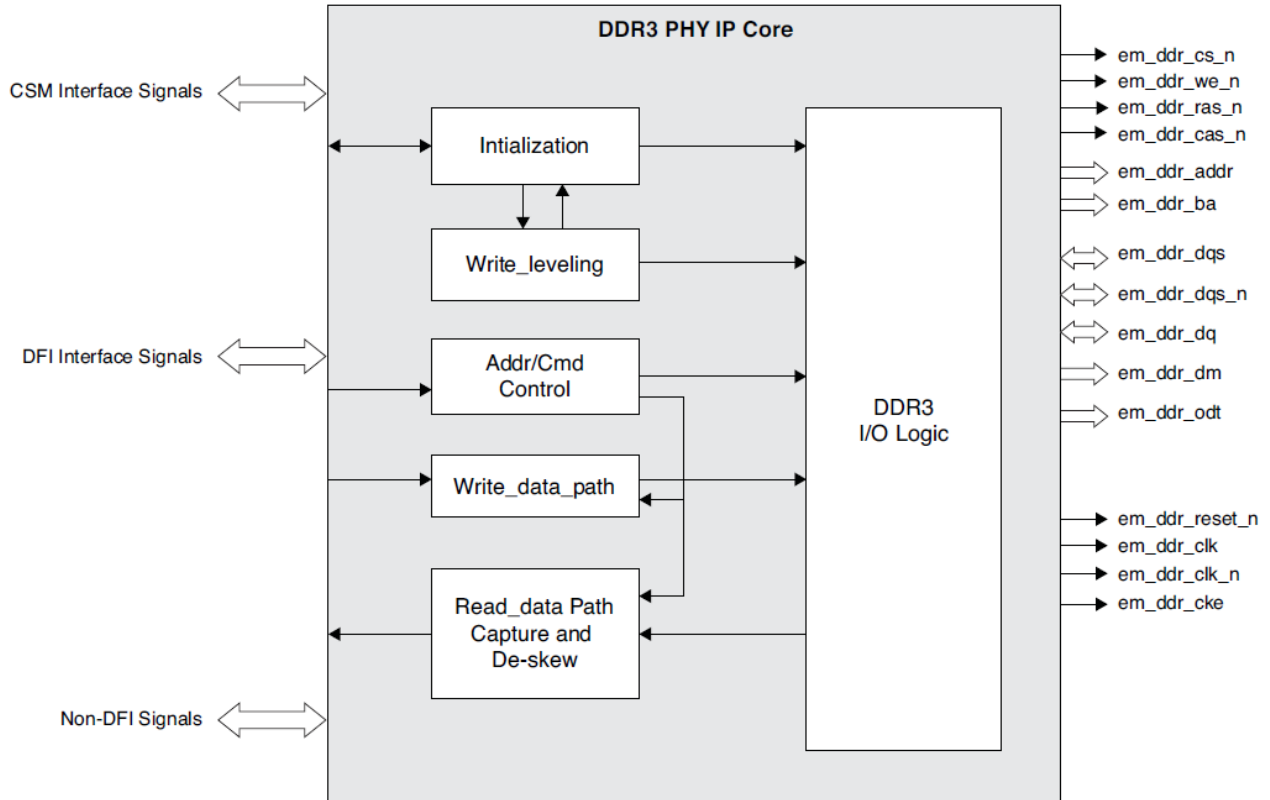 DDR3 PHY IP Core
CSM Interface Signals
DFI Interface Signals
Non-DFI Signals
Intialization
Write_leveling
Addr/Cmd
Control
Write_data_path
Read_data Path
Capture and
De-skew
DDR3
I/O Logic
em_ddr_cs_n
em_ddr_we_n
em_ddr_ras_n
em_ddr_cas_n
em_ddr_addr
em_ddr_ba
em_ddr_dqs
em_ddr_dqs_n
em_ddr_dq
em_ddr_dm
em_ddr_odt
em_ddr_reset_n
em_ddr_clk
em_ddr_clk_n
em_ddr_cke